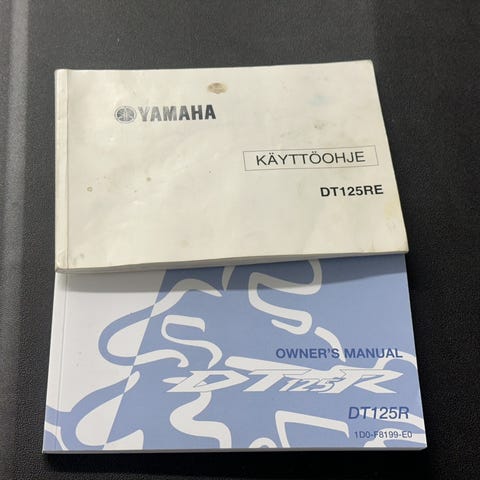 YAMAHA
KÄYTTÖOHJE
DT125RE
OWNER'S MANUAL
DT125R
DT125R
1D0-F8199-E0